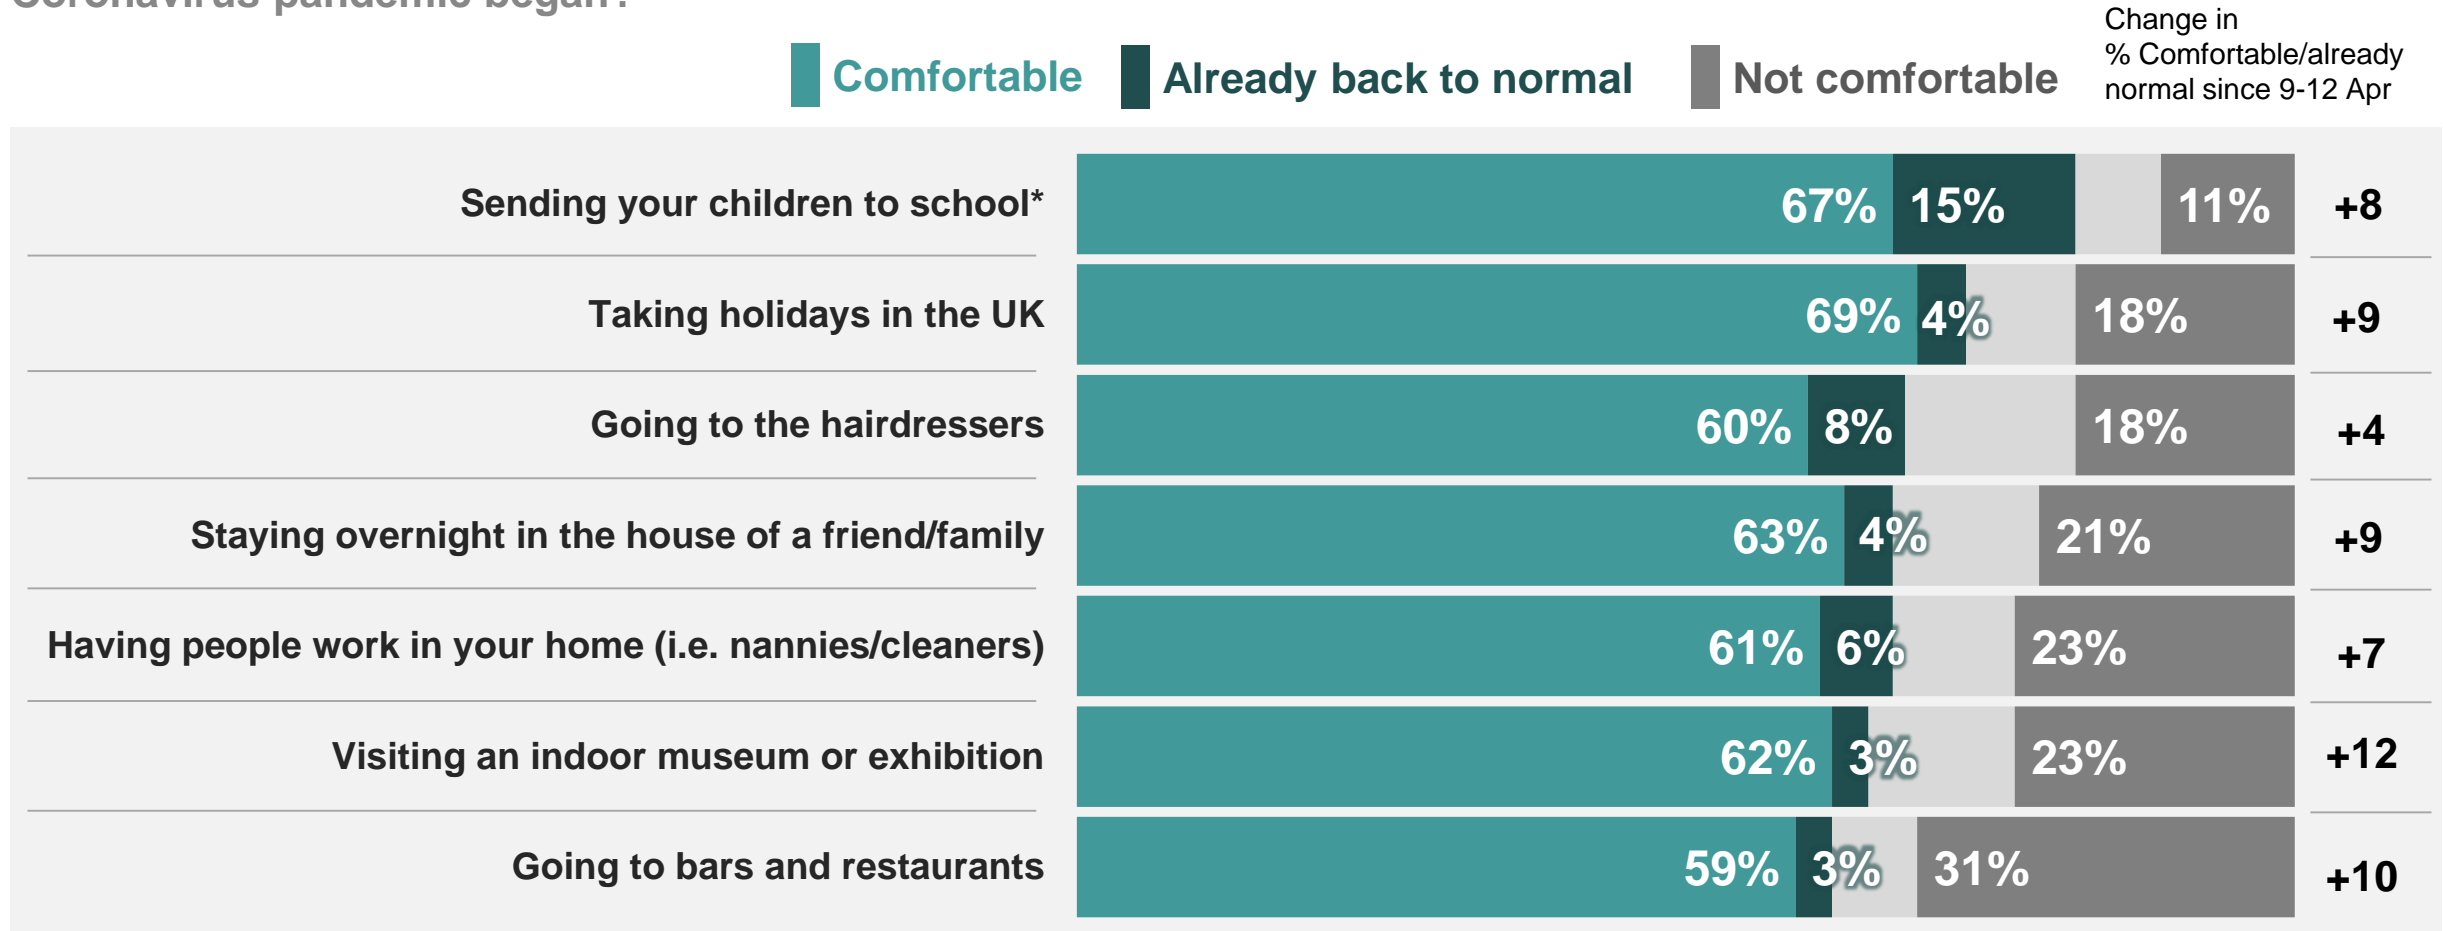 Coronavirus pandemic began?
Change in
% Comfortable/already
normal since 9-12 Apr
Comfortable
Already back to normal
Not comfortable
Sending your children to school* 67% 15% 11% +8
Taking holidays in the UK 69% 4% 18% +9
Going to the hairdressers 60% 8% 18% +4
Staying overnight in the house of a friend/family 63% 4% 21% +9
Having people work in your home (i.e. nannies/cleaners) 61% 6% 23% +7
Visiting an indoor museum or exhibition 62% 3% 23% +12
Going to bars and restaurants 59% 3% 31% +10